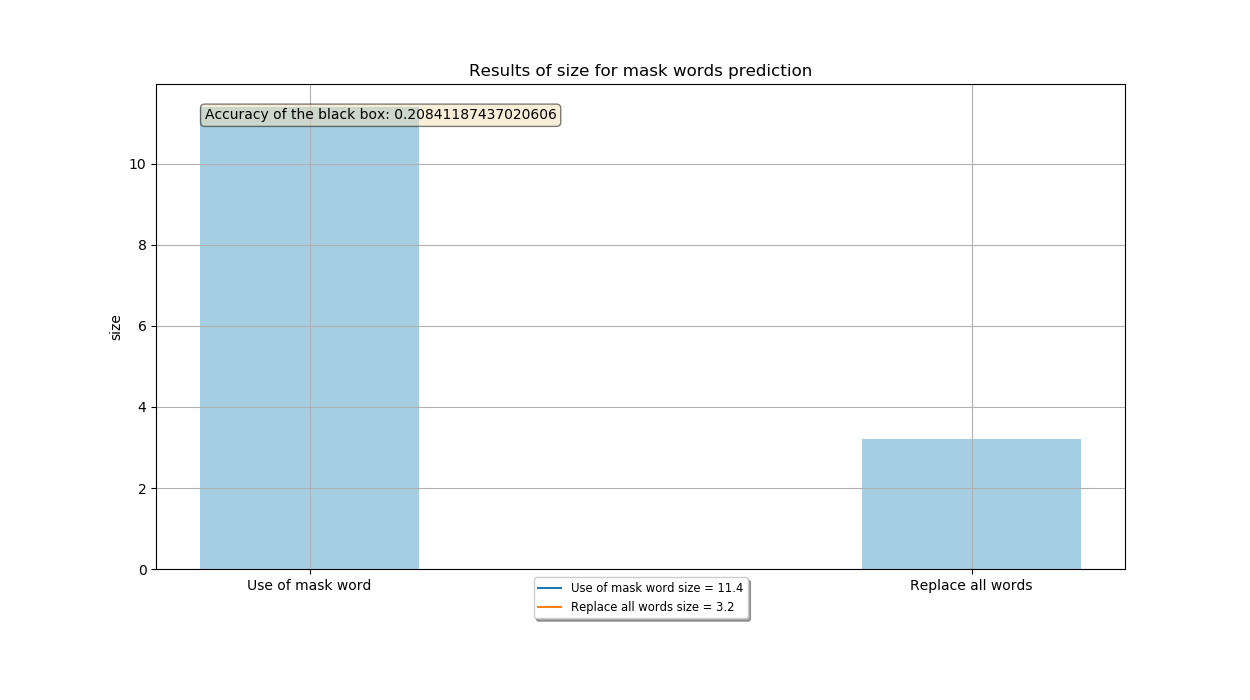 Results of size for mask words prediction
Accuracy of the black box: 0.20841187437020606
10
8
6
4
2
0
size
Use of mask word
Replace all words
Use of mask word size = 11.4
Replace all words size = 3.2